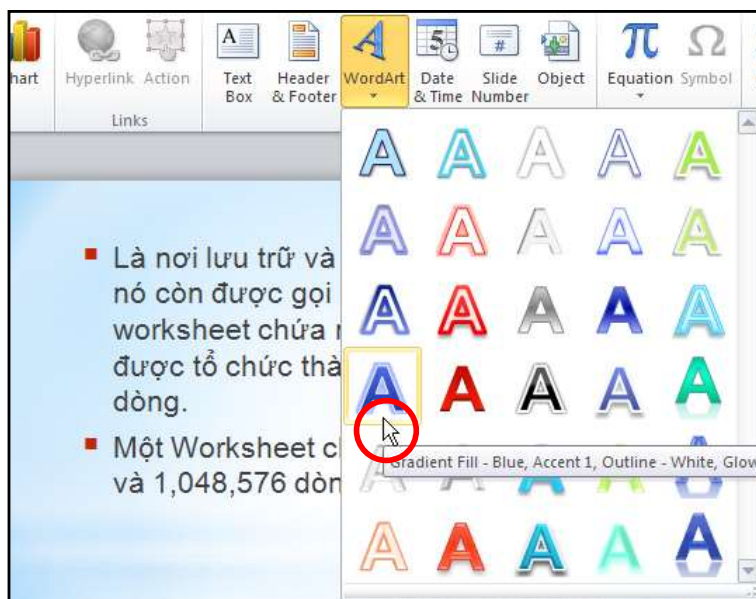 hart
Hyperlink
Action
Text Box
Header & Footer
WordArt
Date & Time
Slide Number
Object
Equation
Symbol
Links
Là nơi lưu trữ và
nó còn được gọi
worksheet chứa
được tổ chức thà
dòng.
Một Worksheet c
và 1,048,576 dòn
Gradient Fill - Blue, Accent 1, Outline - White, Glow